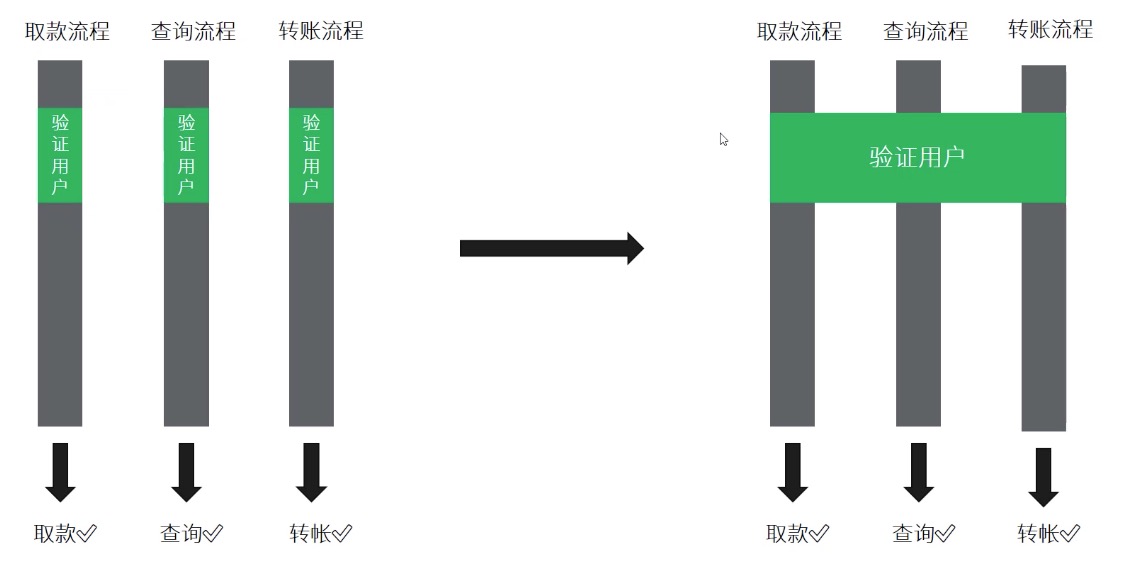 取款流程 查询流程 转账流程
验证用户 验证用户 验证用户
取款✓ 查询✓ 转帐✓
取款流程 查询流程 转账流程
验证用户
取款✓ 查询✓ 转帐✓